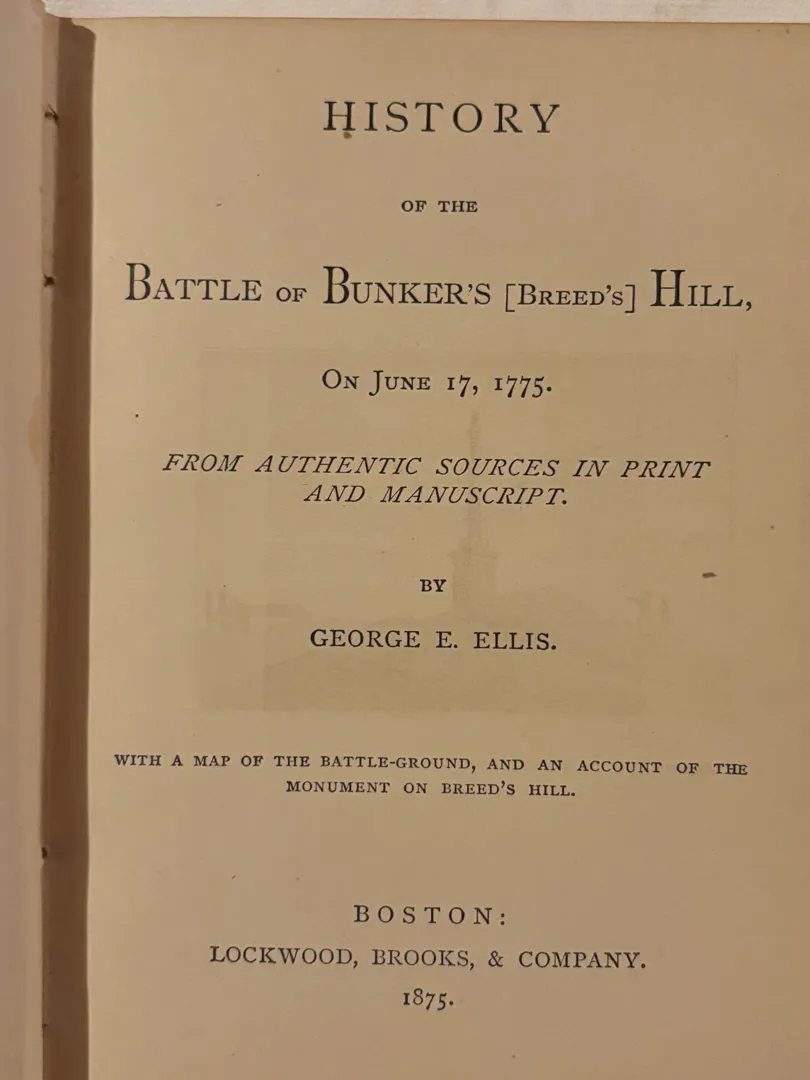 HISTORY
OF THE
BATTLE OF BUNKER'S [BREED'S] HILL,
ON JUNE 17, 1775.
FROM AUTHENTIC SOURCES IN PRINT
AND MANUSCRIPT.
BY
GEORGE E. ELLIS.
WITH A MAP OF THE BATTLE-GROUND, AND AN ACCOUNT OF THE
MONUMENT ON BREED'S HILL.
BOSTON:
LOCKWOOD, BROOKS, & COMPANY.
1875.